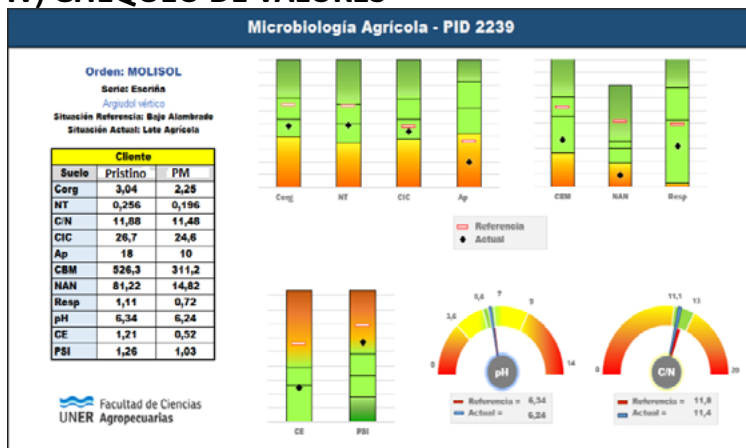 IV) CHEQUEO DE VALORES
Microbiología Agrícola - PID 2239
Orden: MOLISOL
Serie: Escriña
Argiudol vértico
Situación Referencia: Bajo Alambrado
Situación Actual: Lote Agrícola
Cliente
Suelo Pristino PM
Corg 3,04 2,25
NT 0,256 0,196
C/N 11,88 11,48
CIC 26,7 24,6
Ap 18 10
CBM 526,3 311,2
NAN 81,22 14,82
Resp 1,11 0,72
pH 6,34 6,24
CE 1,21 0,52
PSI 1,26 1,03
UNER Facultad de Ciencias
Agropecuarias
Corg NT CIC Ap
CBM NAN Resp
Referencia
Actual
CE PSI
0 3,6 5,6 7 9 14
pH
Referencia = 6,34
Actual = 6,24
0 11,1 13 20
C/N
Referencia = 11,8
Actual = 11,4